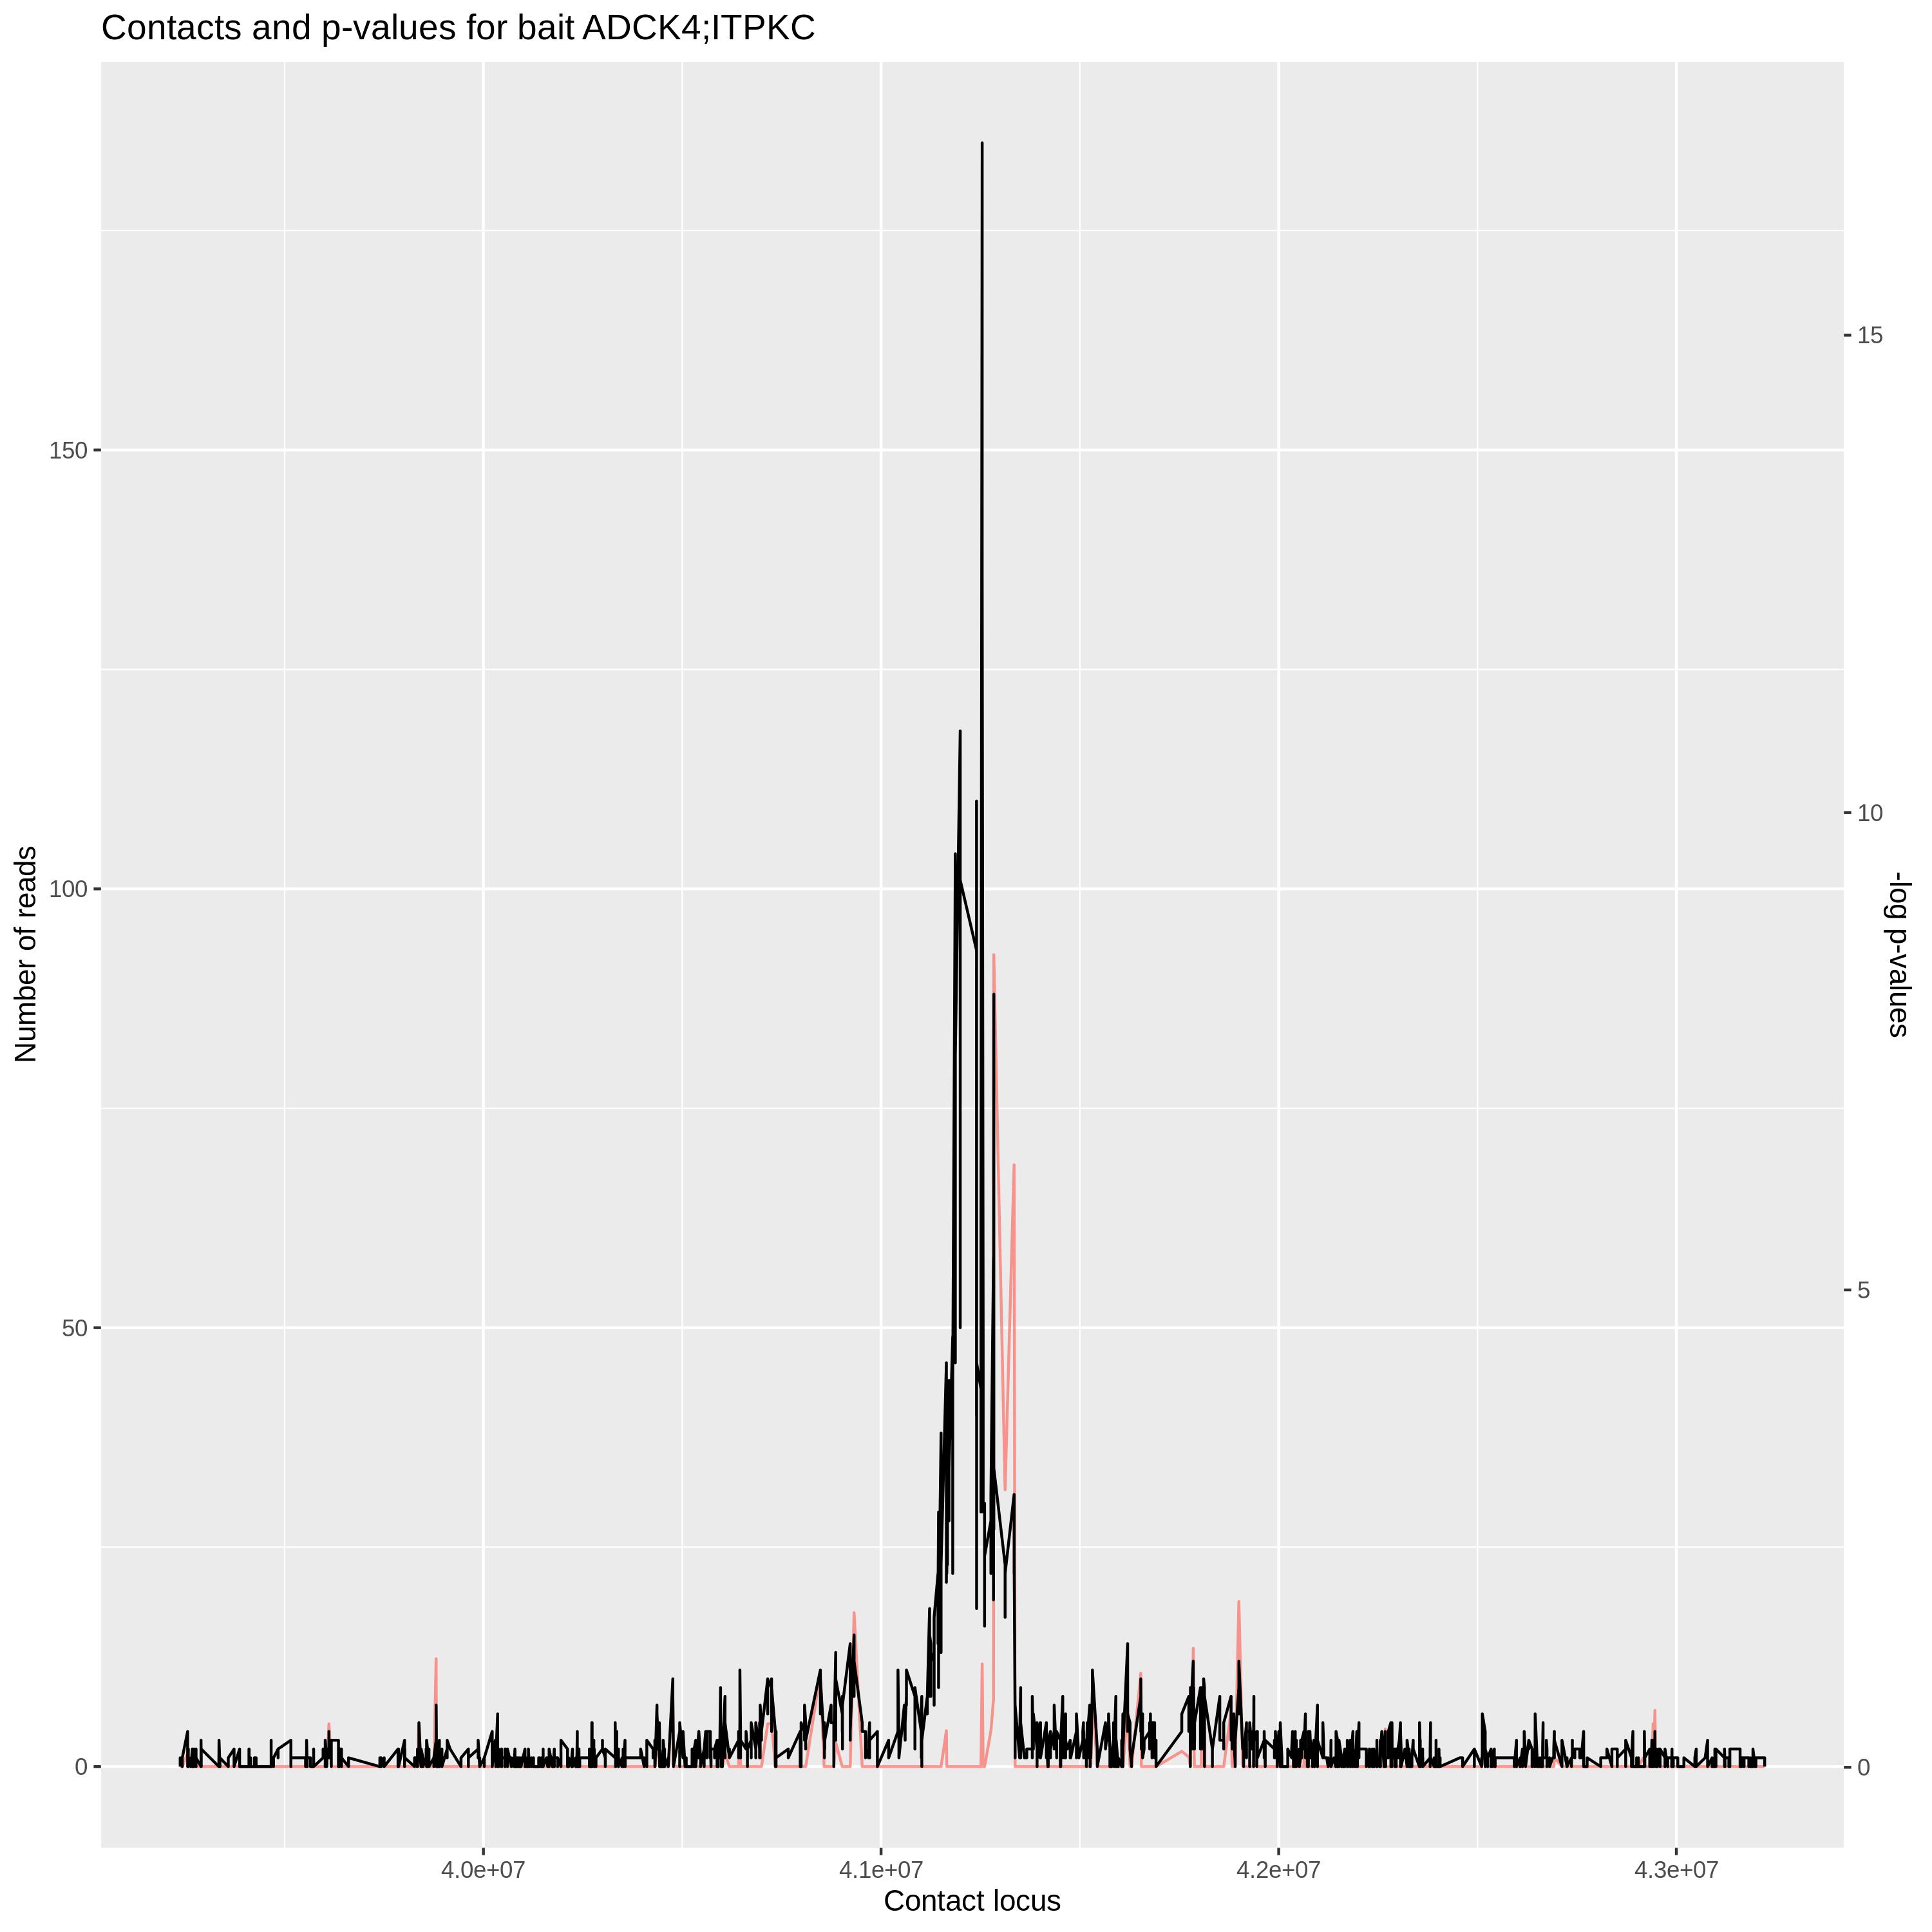 Contacts and p-values for bait ADCK4;ITPKC
Number of reads
150
100
50
0
15
10
5
0
-log p-values
4.0e+07 4.1e+07 4.2e+07 4.3e+07
Contact locus